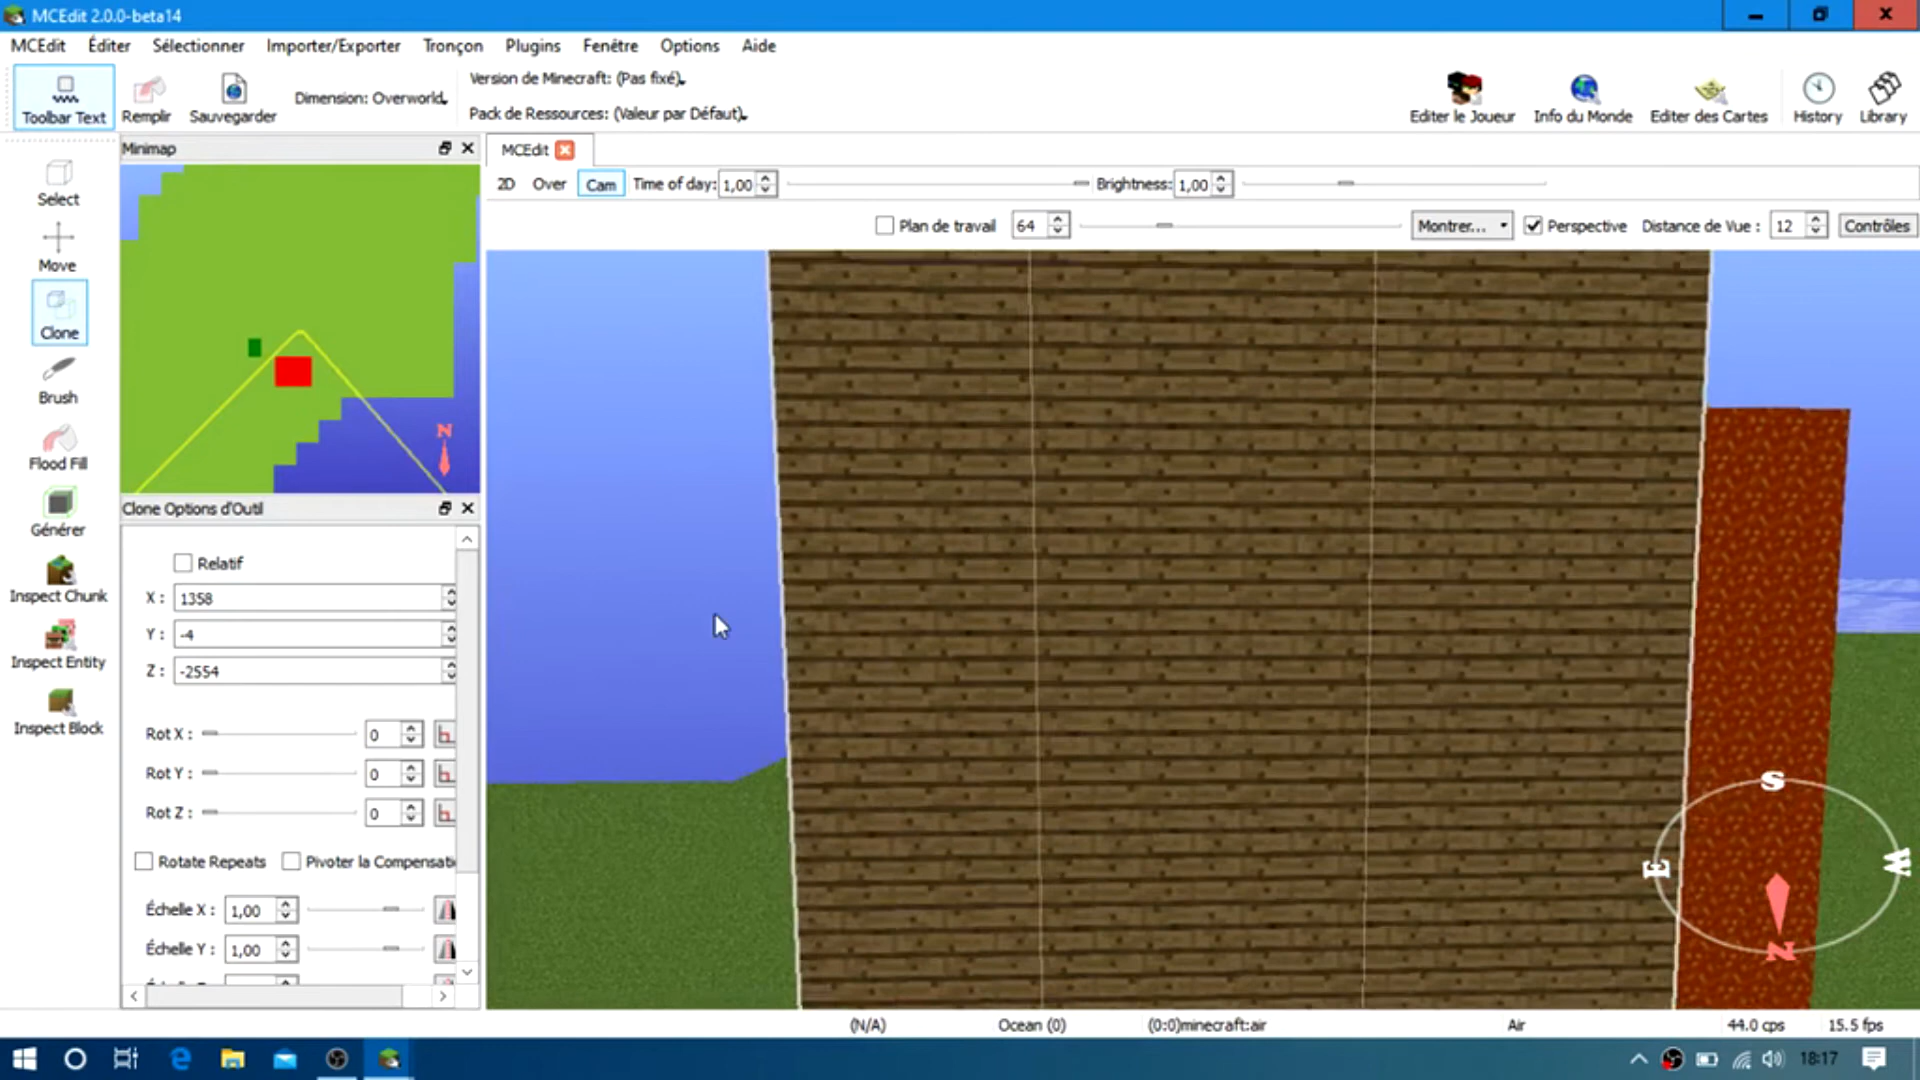 MCEdit 2.0.0-beta14
MCEdit Éditer Sélectionner Importer/Exporter Tronçon Plugins Fenêtre Options Aide
Toolbar Text Remplir Sauvegarder Dimension: Overworld
Version de Minecraft: (Pas fixé)
Pack de Ressources: (Valeur par Défaut)
Editer le Joueur Info du Monde Editer des Cartes History Library
Select
Move
Clone
Brush
Flood Fill
Générer
Inspect Chunk
Inspect Entity
Inspect Block
Minimap
N
Clone Options d'Outil
Relatif
X : 1358
Y : -4
Z : -2554
Rot X : 0
Rot Y : 0
Rot Z : 0
Rotate Repeats Pivoter la Compensati
Échelle X : 1,00
Échelle Y : 1,00
MCEdit
2D Over Cam Time of day: 1,00 Brightness: 1,00
Plan de travail 64 Montrer... Perspective Distance de Vue : 12 Contrôles
S
E W
N
(N/A) Ocean (0) (0:0)minecraft:air Air 44.0 cps 15.5 fps
18:17